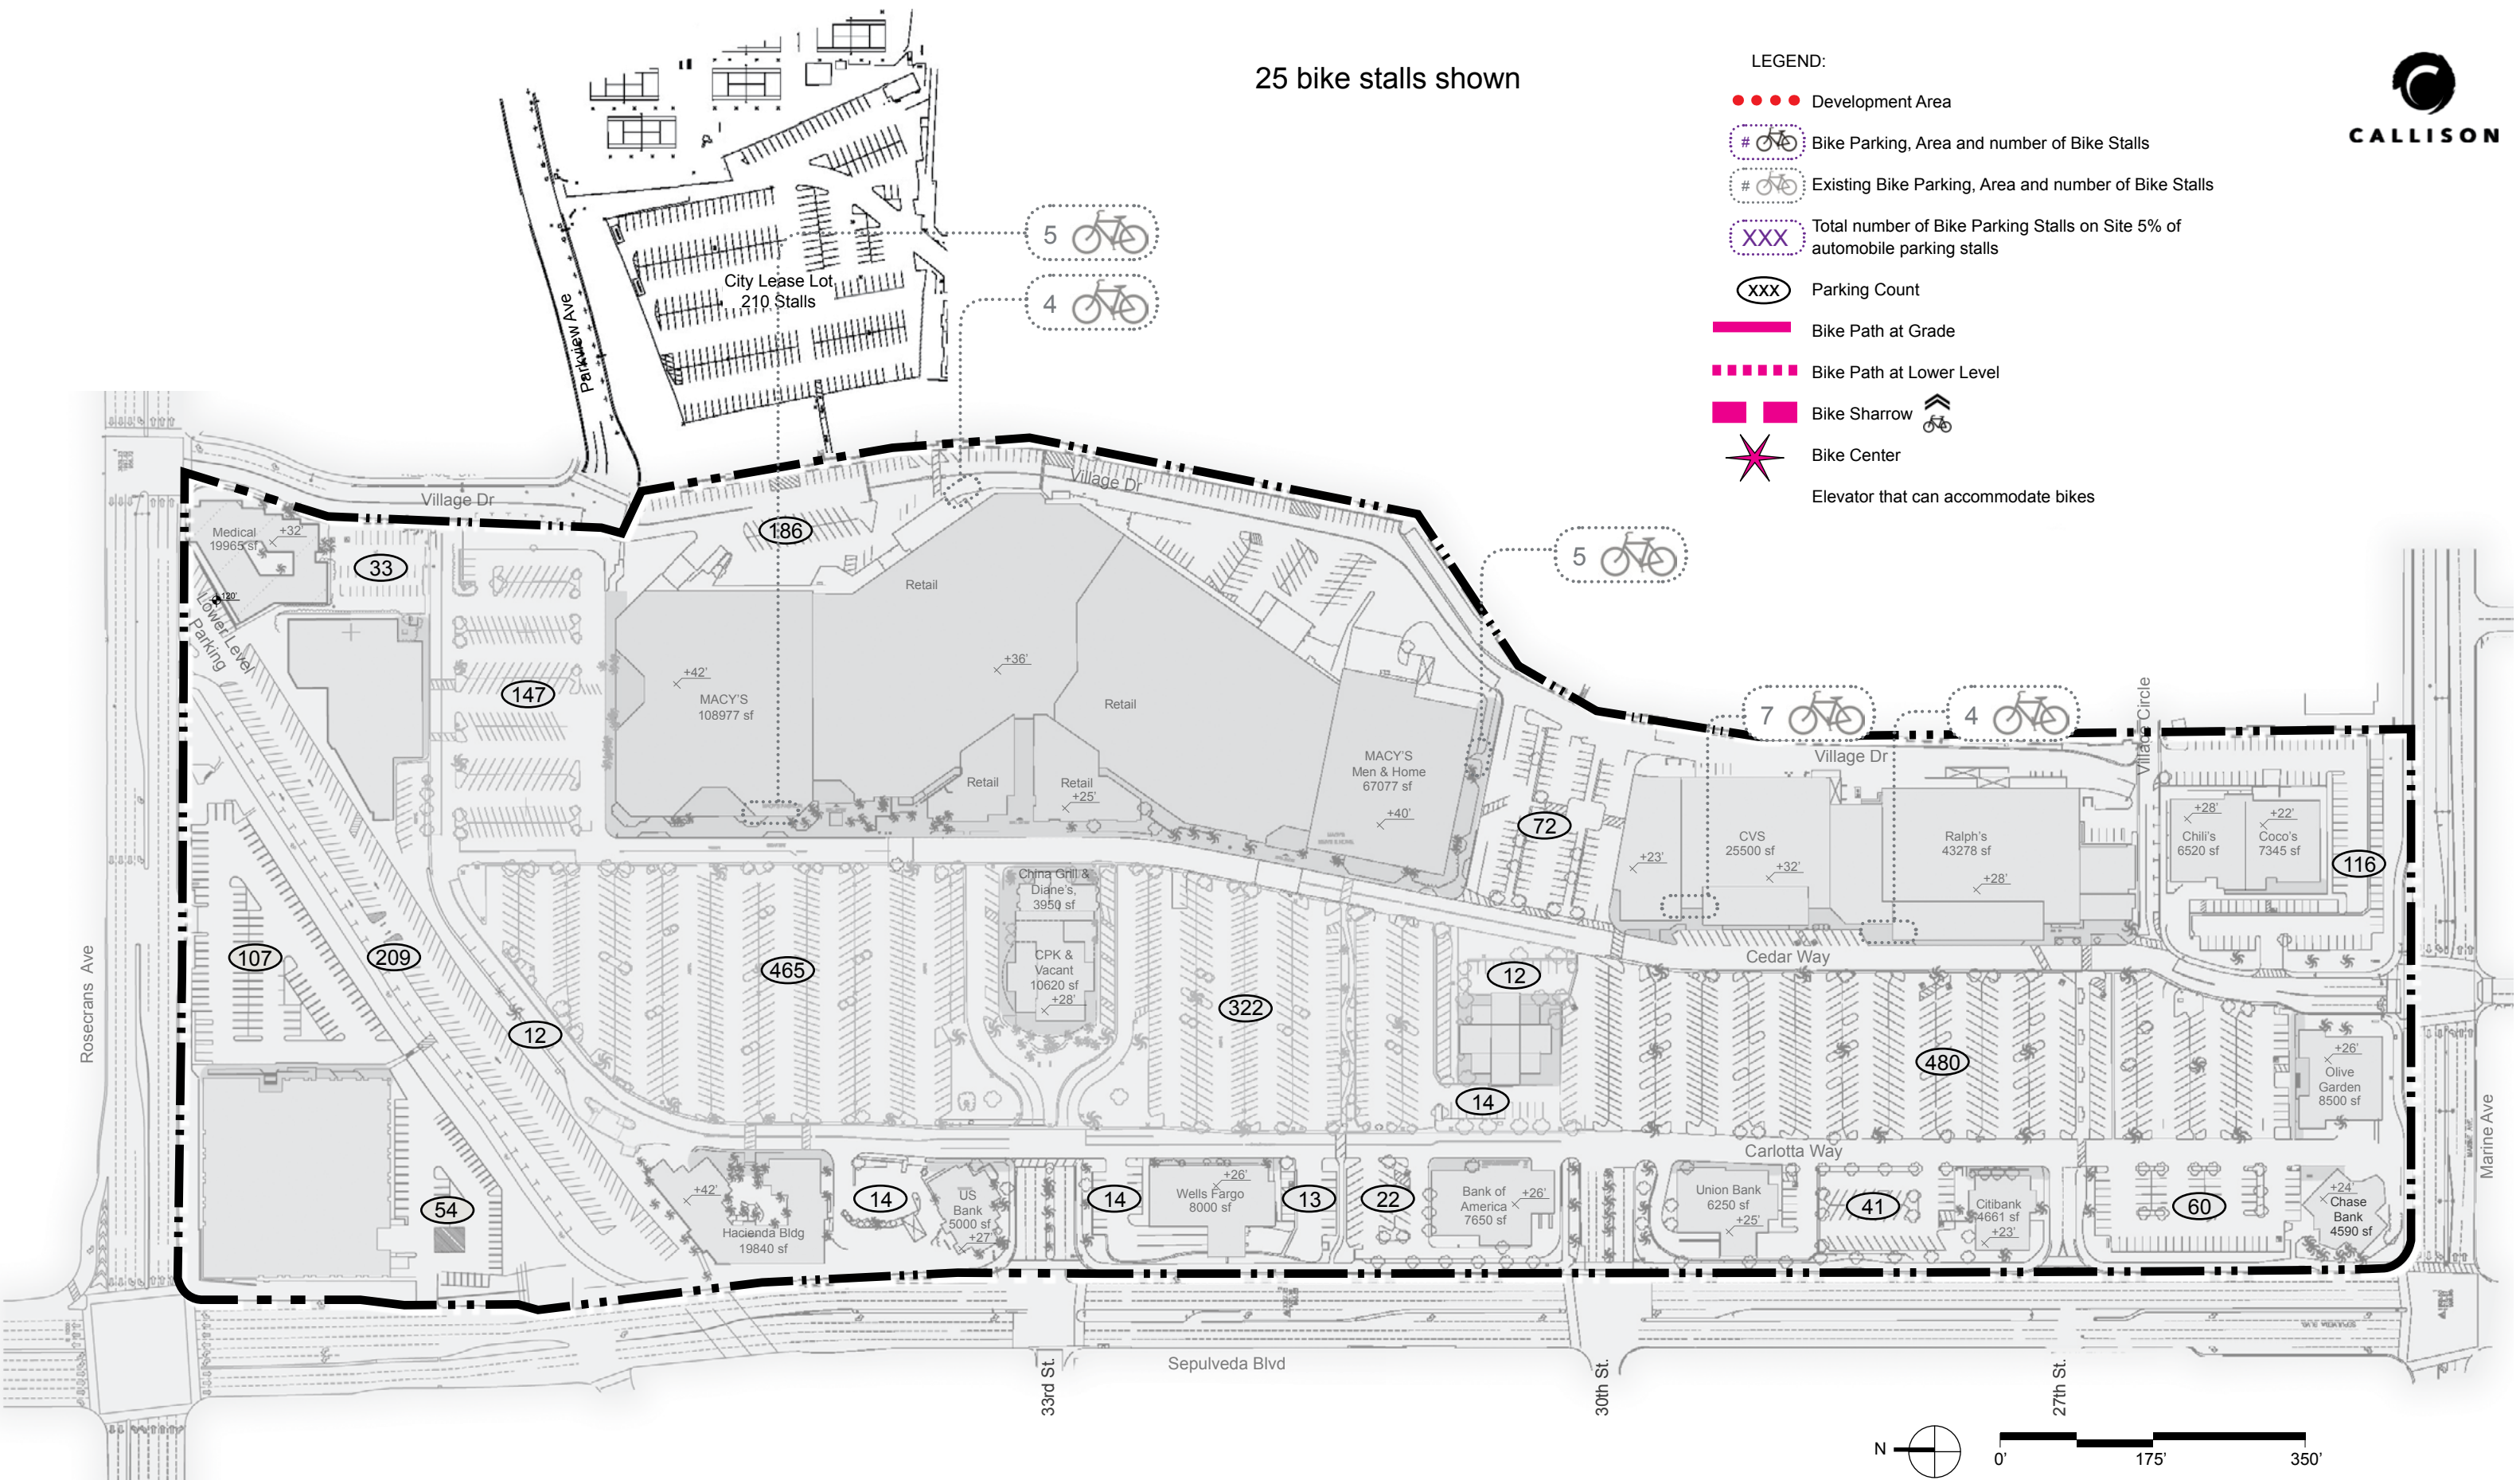 25 bike stalls shown
LEGEND:
Development Area
# Bike Parking, Area and number of Bike Stalls
# Existing Bike Parking, Area and number of Bike Stalls
XXX Total number of Bike Parking Stalls on Site 5% of
automobile parking stalls
XXX Parking Count
Bike Path at Grade
Bike Path at Lower Level
Bike Sharrow
Bike Center
Elevator that can accommodate bikes
CALLISON
5
4
City Lease Lot
210 Stalls
Parkview Ave
Village Dr
Village Dr
Medical
19965 sf
+32'
120'
33
Lower Level
Parking
186
Retail
5
147
+42'
MACY'S
108977 sf
+36'
Retail
7
4
Village Circle
Village Dr
MACY'S
Men & Home
67077 sf
+40'
Retail
Retail
+25'
72
CVS
25500 sf
+23'
+32'
Ralph's
43278 sf
+28'
+28'
Chili's
6520 sf
+22'
Coco's
7345 sf
116
China Grill &
Diane's,
3950 sf
Rosecrans Ave
107
209
12
465
CPK &
Vacant
10620 sf
+28'
322
12
14
Cedar Way
480
+26'
Olive
Garden
8500 sf
Marine Ave
Carlotta Way
54
+42'
Hacienda Bldg
19840 sf
14
US
Bank
5000 sf
+27'
14
+26'
Wells Fargo
8000 sf
13
22
Bank of
America
7650 sf
+26'
Union Bank
6250 sf
+25'
41
Citibank
4661 sf
+23'
60
+24'
Chase
Bank
4590 sf
Sepulveda Blvd
33rd St.
30th St.
27th St.
N
0'
175'
350'